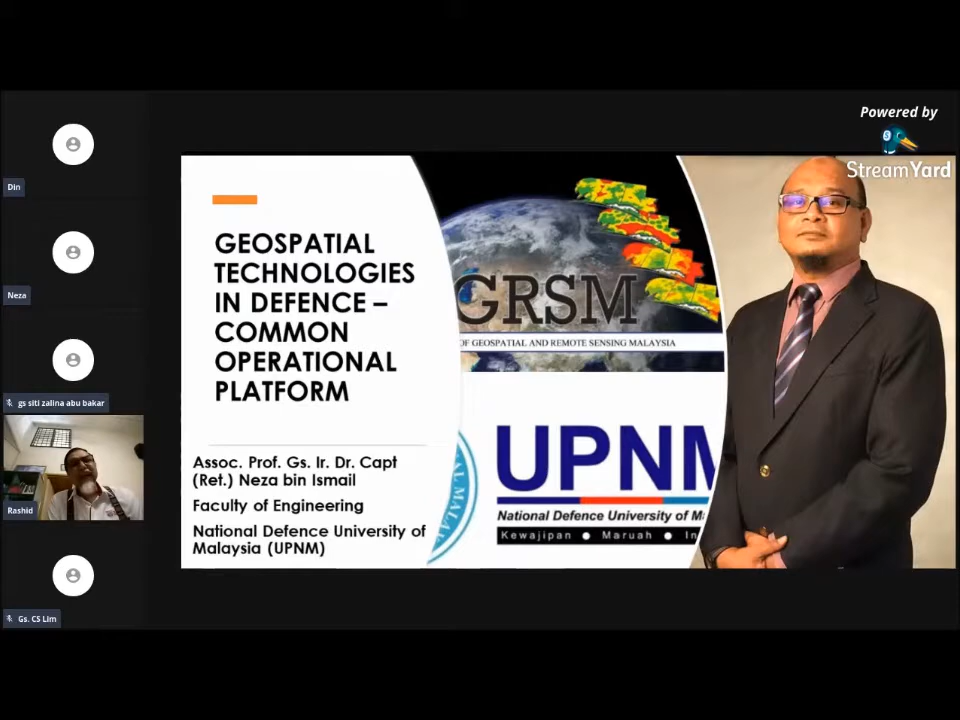 Din
Neza
gs siti zalina abu bakar
Rashid
Gs. CS Lim
Powered by
StreamYard
GEOSPATIAL
TECHNOLOGIES
IN DEFENCE –
COMMON
OPERATIONAL
PLATFORM
Assoc. Prof. Gs. Ir. Dr. Capt
(Ret.) Neza bin Ismail
Faculty of Engineering
National Defence University of
Malaysia (UPNM)
GRSM
OF GEOSPATIAL AND REMOTE SENSING MALAYSIA
UPNM
National Defence University of M
Kewajipan ● Maruah ● In